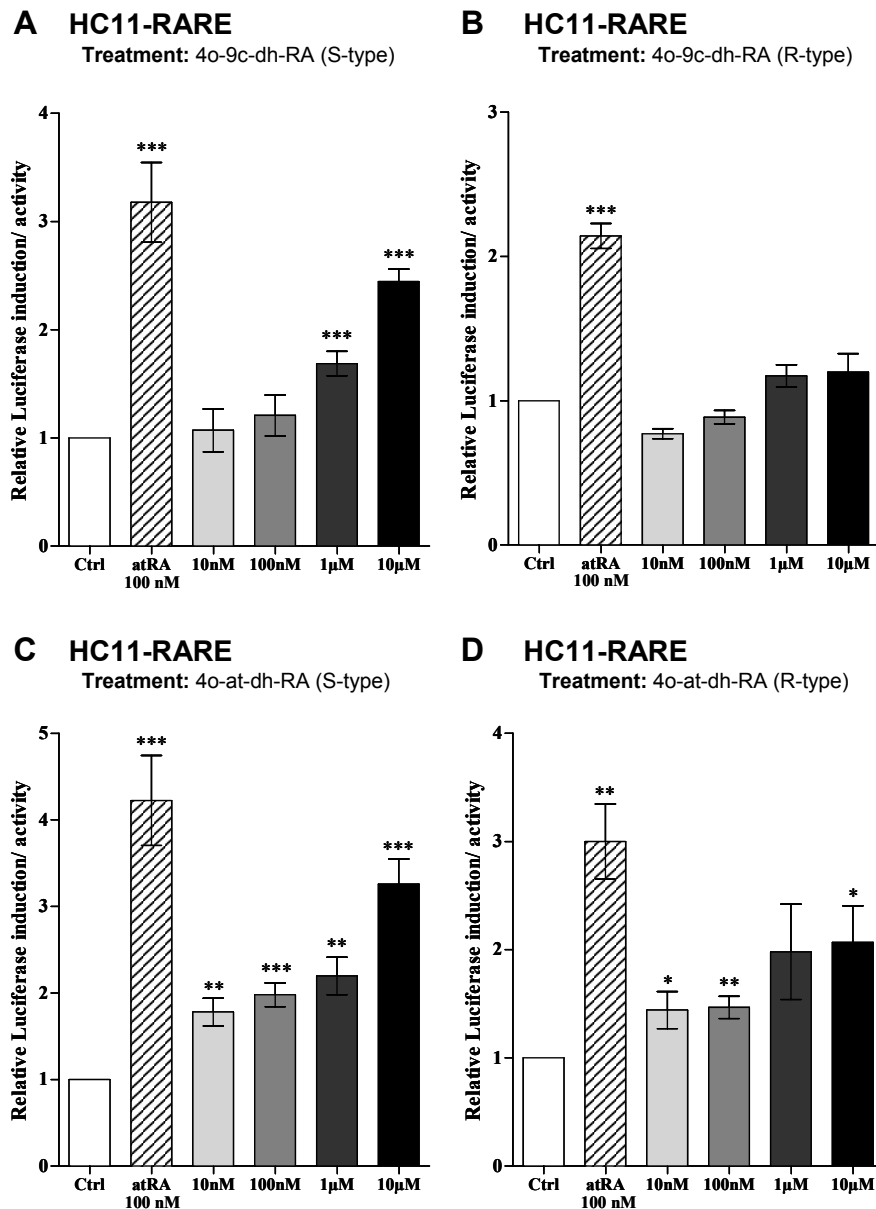 A HC11-RARE
Treatment: 4o-9c-dh-RA (S-type)
Relative Luciferase induction/ activity
4
3
2
1
0
***
***
***
Ctrl atRA 10nM 100nM 1μM 10μM
100 nM
B HC11-RARE
Treatment: 4o-9c-dh-RA (R-type)
Relative Luciferase induction/ activity
3
2
1
0
***
Ctrl atRA 10nM 100nM 1μM 10μM
100 nM
C HC11-RARE
Treatment: 4o-at-dh-RA (S-type)
Relative Luciferase induction/ activity
5
4
3
2
1
0
***
** *** ** ***
Ctrl atRA 10nM 100nM 1μM 10μM
100 nM
D HC11-RARE
Treatment: 4o-at-dh-RA (R-type)
Relative Luciferase induction/ activity
4
3
2
1
0
**
* ** *
Ctrl atRA 10nM 100nM 1μM 10μM
100 nM